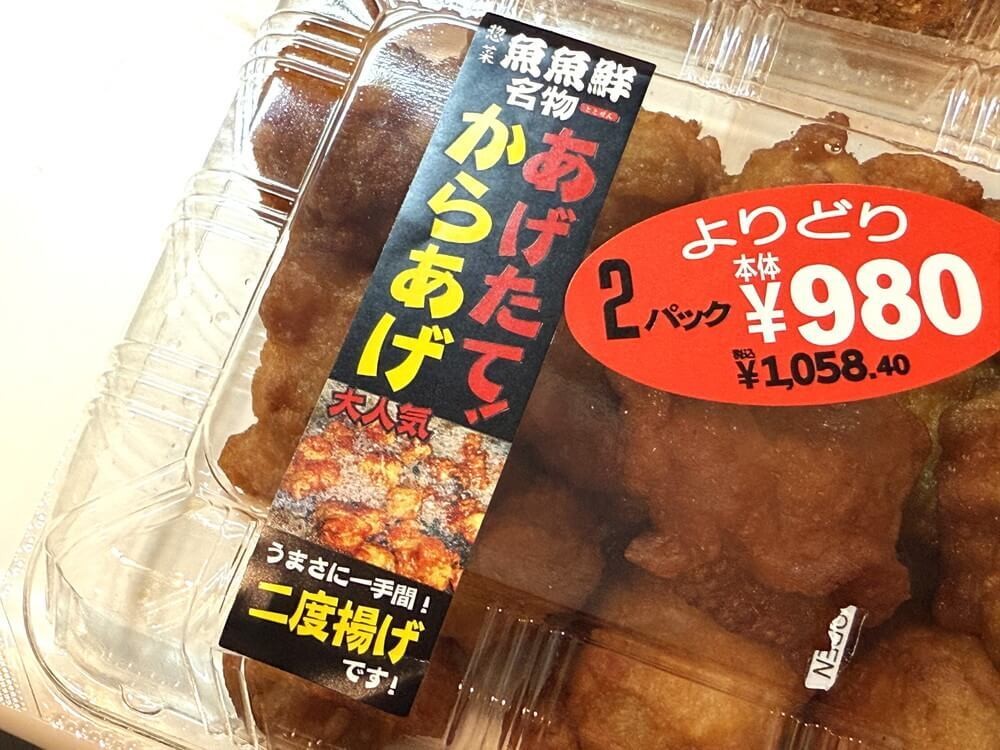 惣菜
魚魚鮮
名物
ととせん
あげたて!
からあげ
大人気
うまさに一手間!
二度揚げ
です!
よりどり
2パック
本体
¥980
税込
¥1,058.40
OPEN